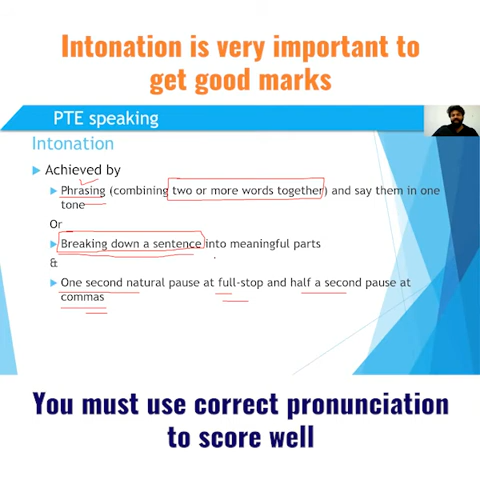 Intonation is very important to
get good marks
PTE speaking
Intonation
Achieved by
Phrasing (combining two or more words together) and say them in one
tone
Or
Breaking down a sentence into meaningful parts
&
One second natural pause at full-stop and half a second pause at
commas
You must use correct pronunciation
to score well